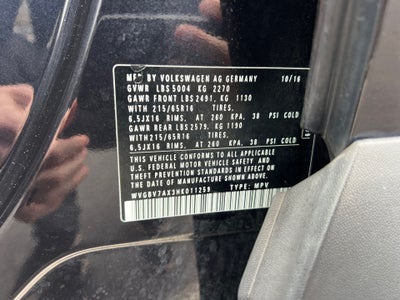 MFD. BY VOLKSWAGEN AG GERMANY 10/16
GVWR LBS 5004 KG 2270
GAWR FRONT LBS 2491, KG 1130
WITH 215/65R16 TIRES,
6,5JX16 RIMS, AT 260 KPA, 38 PSI COLD
GAWR REAR LBS 2579, KG 1190
WITH 215/65R16 TIRES,
6,5JX16 RIMS, AT 260 KPA, 38 PSI COLD
THIS VEHICLE CONFORMS TO ALL APPLICABLE
U.S. FEDERAL MOTOR VEHICLE SAFETY AND
THEFT PREVENTION STANDARDS IN EFFECT ON
THE DATE OF MANUFACTURE SHOWN ABOVE.
WVGBV7AX3HK011259 TYPE: MPV